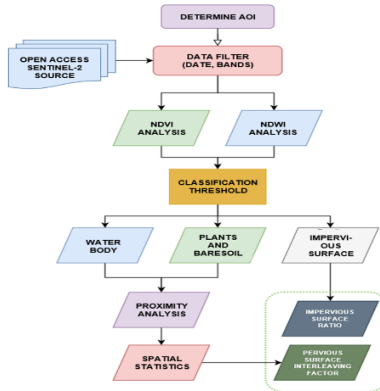 DETERMINE AOI
OPEN ACCESS
SENTINEL-2
SOURCE
DATA FILTER
(DATE, BANDS)
NDVI
ANALYSIS
NDWI
ANALYSIS
CLASSIFICATION
THRESHOLD
WATER
BODY
PLANTS
AND
BARESOIL
IMPERVI-
OUS
SURFACE
PROXIMITY
ANALYSIS
IMPERVIOUS
SURFACE
RATIO
SPATIAL
STATISTICS
PERVIOUS
SURFACE
INTERLEAVING
FACTOR